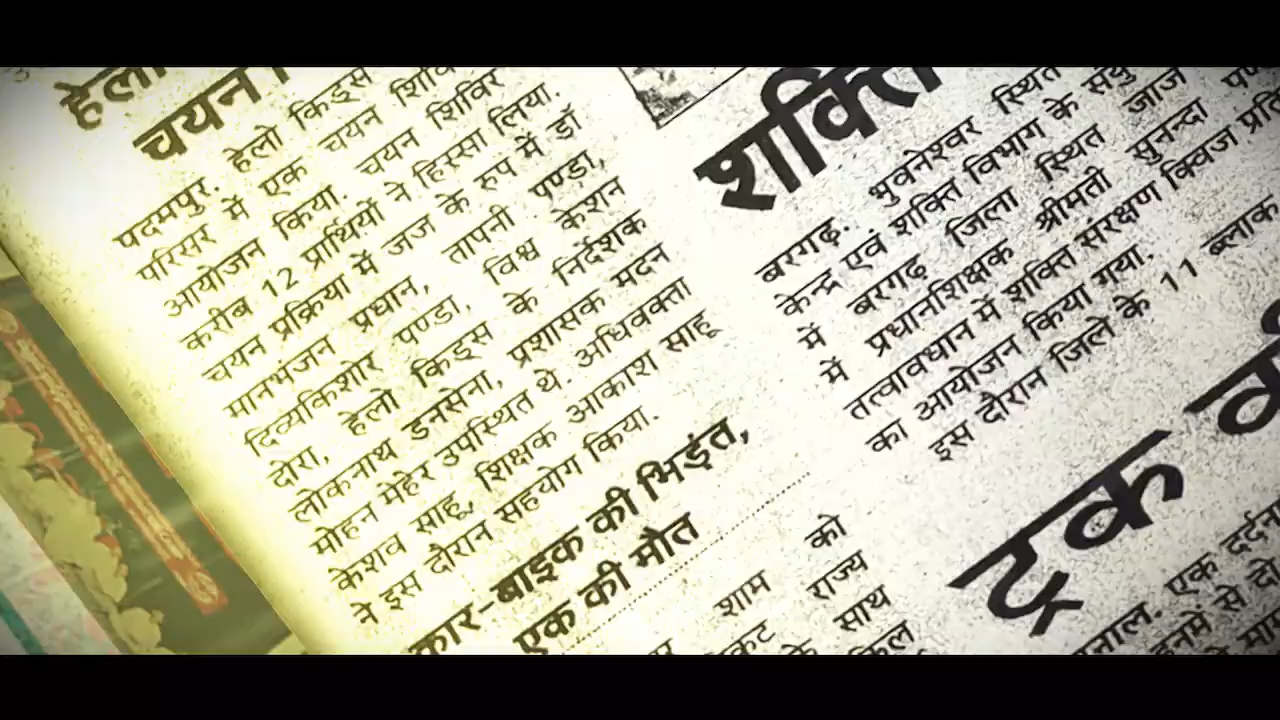 हेलो
चयन
पदमपुर. हेलो किड्स
परिसर में एक चयन शिविर
आयोजन किया. चयन शिविर
करीब 12 प्रार्थियों ने हिस्सा लिया.
चयन प्रक्रिया में जज के रुप में डॉ
मानभंजन प्रधान, तापनी पण्डा,
दिव्यकिशोर पण्डा, विश्व केशन
दोरा, हेलो किड्स के निर्देशक
लोकनाथ डनसेना, प्रशासक मदन
मोहन मेहेर उपस्थित थे. अधिवक्ता
केशव साहू, शिक्षक आकाश साहू
ने इस दौरान सहयोग किया.
कार-बाइक की भिड़ंत,
एक की मौत
शाम को
राज्य
के साथ
शक्ति
बरगढ़. भुवनेश्वर स्थित
केन्द्र एवं शक्ति विभाग के
में बरगढ़ जिला स्थित
में प्रधानशिक्षक श्रीमती सुनन्दा
तत्वावधान में शक्ति संरक्षण क्विज
का आयोजन किया गया.
इस दौरान जिले के 11 ब्लाक
ट्रक
एक
इनमें से दो